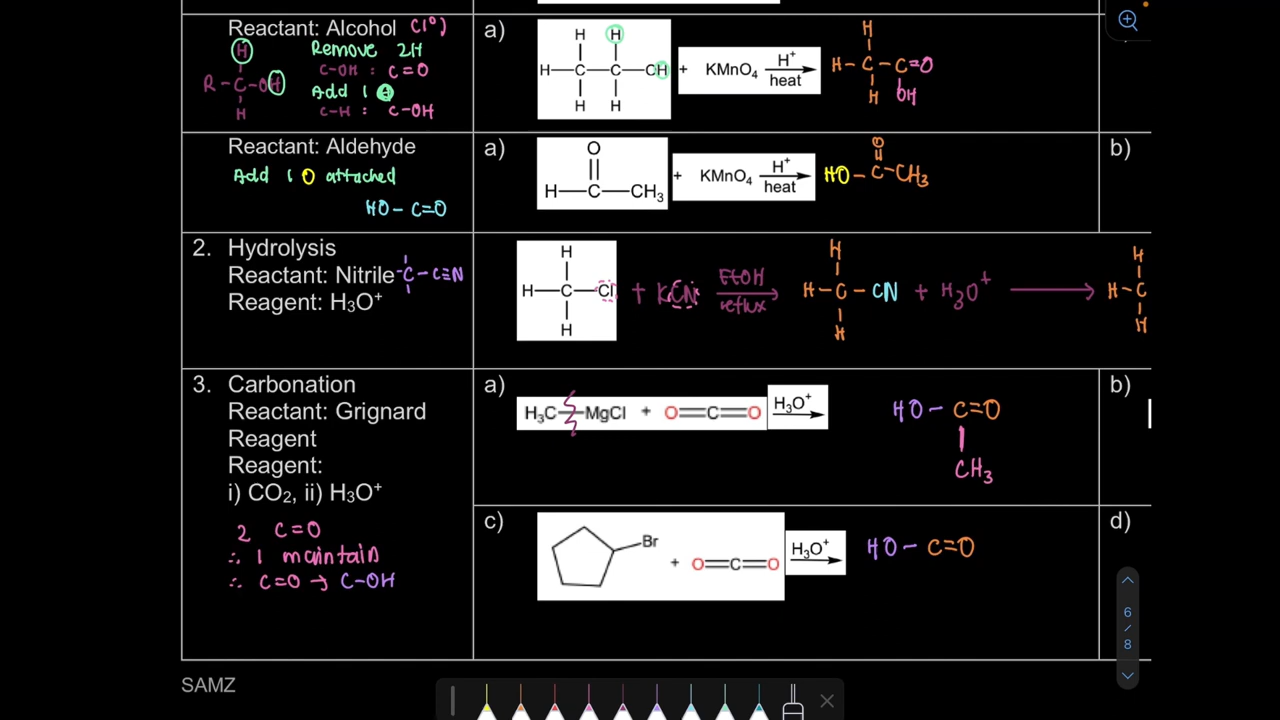 Reactant: Alcohol (1°)
H
R - C - OH
H
Remove 2H
C-OH : C=O
Add 1 O
C-H : C-OH
a)
H H
H C C OH
H H
+ KMnO₄ H⁺
heat
H
H - C - C=O
H OH
Reactant: Aldehyde
Add 1 O attached
HO - C=O
a)
O
H C CH₃
+ KMnO₄ H⁺
heat
O
HO - C - CH₃
b)
2. Hydrolysis
Reactant: Nitrile -C-C≡N
Reagent: H₃O⁺
H
H C Cl
H
+ KCN EtOH
reflux
H
H - C - CN + H₃O⁺
H
H
H - C
H
3. Carbonation
Reactant: Grignard
Reagent
Reagent:
i) CO₂, ii) H₃O⁺
2 C=O
∴ 1 maintain
∴ C=O → C-OH
a)
H₃C MgCl + O=C=O H₃O⁺
HO - C=O
CH₃
b)
c)
Br
+ O=C=O H₃O⁺
HO - C=O
d)
6
/
8
SAMZ